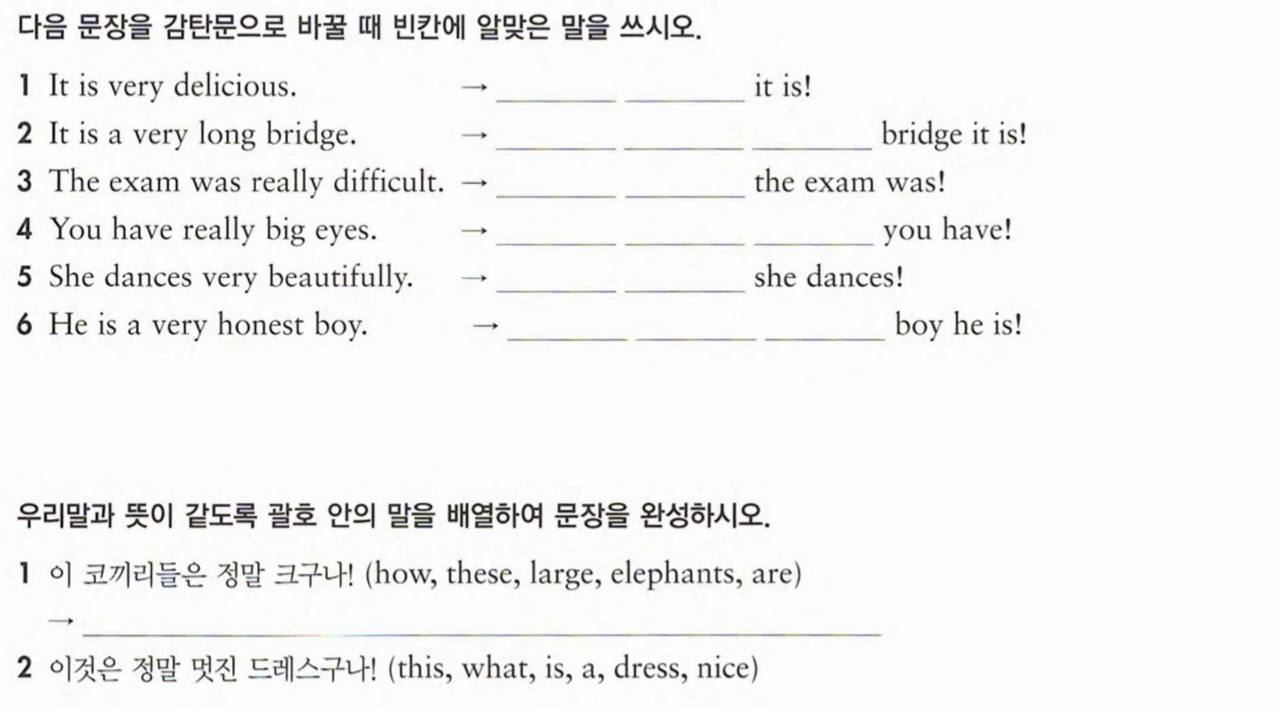 다음 문장을 감탄문으로 바꿀 때 빈칸에 알맞은 말을 쓰시오.
1 It is very delicious. → ________ ________ it is!
2 It is a very long bridge. → ________ ________ ________ bridge it is!
3 The exam was really difficult. → ________ ________ the exam was!
4 You have really big eyes. → ________ ________ ________ you have!
5 She dances very beautifully. → ________ ________ she dances!
6 He is a very honest boy. → ________ ________ ________ boy he is!
우리말과 뜻이 같도록 괄호 안의 말을 배열하여 문장을 완성하시오.
1 이 코끼리들은 정말 크구나! (how, these, large, elephants, are)
→ ________
2 이것은 정말 멋진 드레스구나! (this, what, is, a, dress, nice)